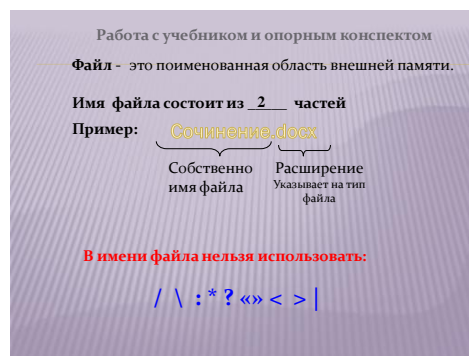 Работа с учебником и опорным конспектом
Файл - это поименованная область внешней памяти.
Имя файла состоит из __2___ частей
Пример: Сочинение.docx
Собственно Расширение
имя файла Указывает на тип
файла
В имени файла нельзя использовать:
/ \ : * ? «» < > |